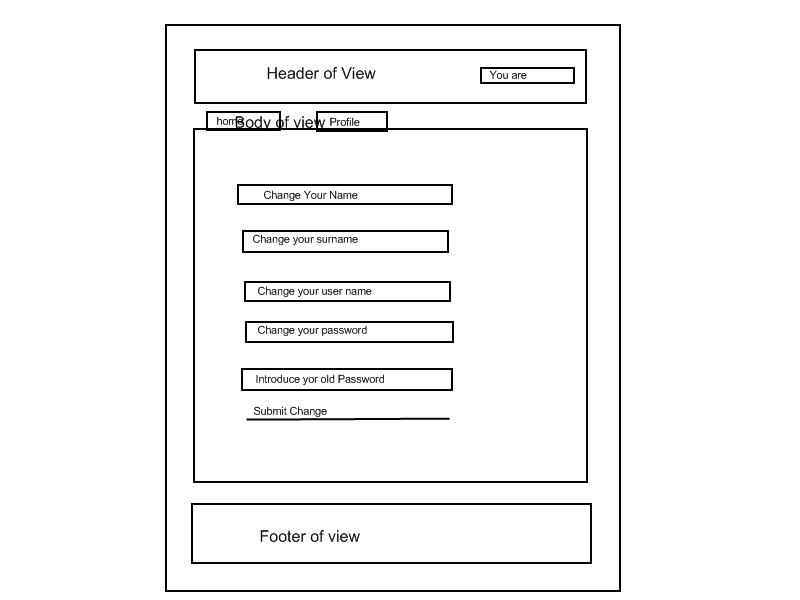 Header of View
You are
home
Body of view
Profile
Change Your Name
Change your surname
Change your user name
Change your password
Introduce yor old Password
Submit Change
Footer of view